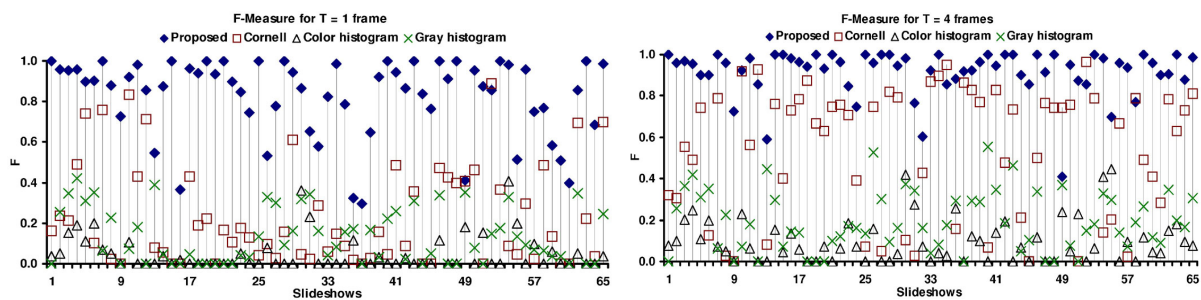 F-Measure for T = 1 frame
Proposed Cornell Color histogram Gray histogram
1.0
0.8
0.6
0.4
0.2
0.0
F
1 9 17 25 33 41 49 57 65
Slideshows
F-Measure for T = 4 frames
Proposed Cornell Color histogram Gray histogram
1.0
0.8
0.6
0.4
0.2
0.0
F
1 9 17 25 33 41 49 57 65
Slideshows